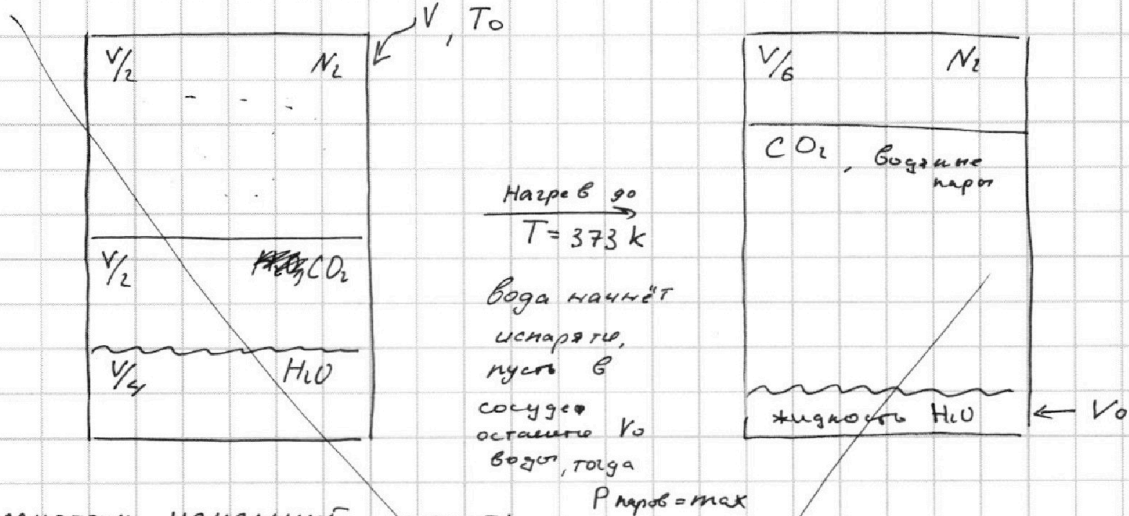 V, T₀
V/2 N₂
V/2 CO₂
V/4 H₂O
Нагрев до
T = 373 K
вода начнёт
испаряться,
пусть в
сосуде
останется V₀
воды, тогда
P паров = max
V/6 N₂
CO₂, водяные
пары
жидкость H₂O
V₀